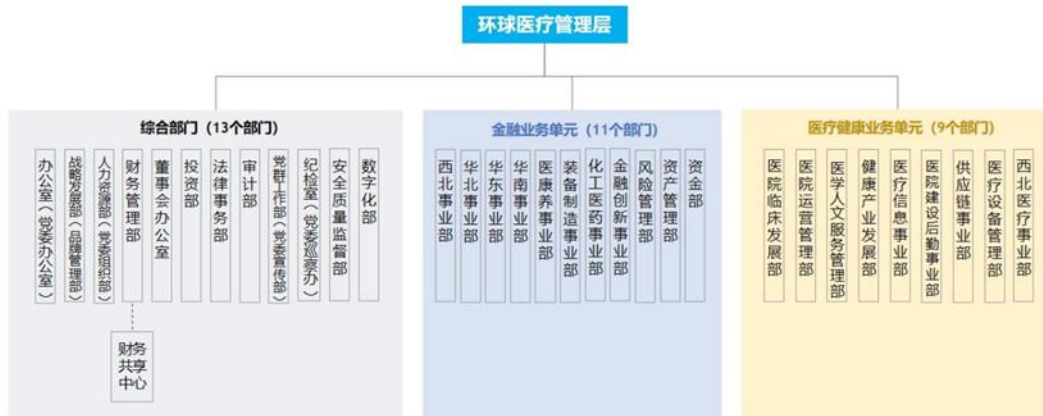 环球医疗管理层
综合部门（13个部门）
办公室（党委办公室）
战略发展部（品牌管理部）
人力资源部（党委组织部）
财务管理部
董事会办公室
投资部
法律事务部
审计部
党群工作部（党委宣传部）
纪检室（党委巡察办）
安全质量监督部
数字化部
财务
共享
中心
金融业务单元（11个部门）
西北事业部
华北事业部
华东事业部
华南事业部
医康养事业部
装备制造事业部
化工医药事业部
金融创新事业部
风险管理部
资产管理部
资金部
医疗健康业务单元（9个部门）
医院临床发展部
医院运营管理部
医学人文服务管理部
健康产业发展部
医疗信息事业部
医院建设后勤事业部
供应链事业部
医疗设备管理部
西北医疗事业部